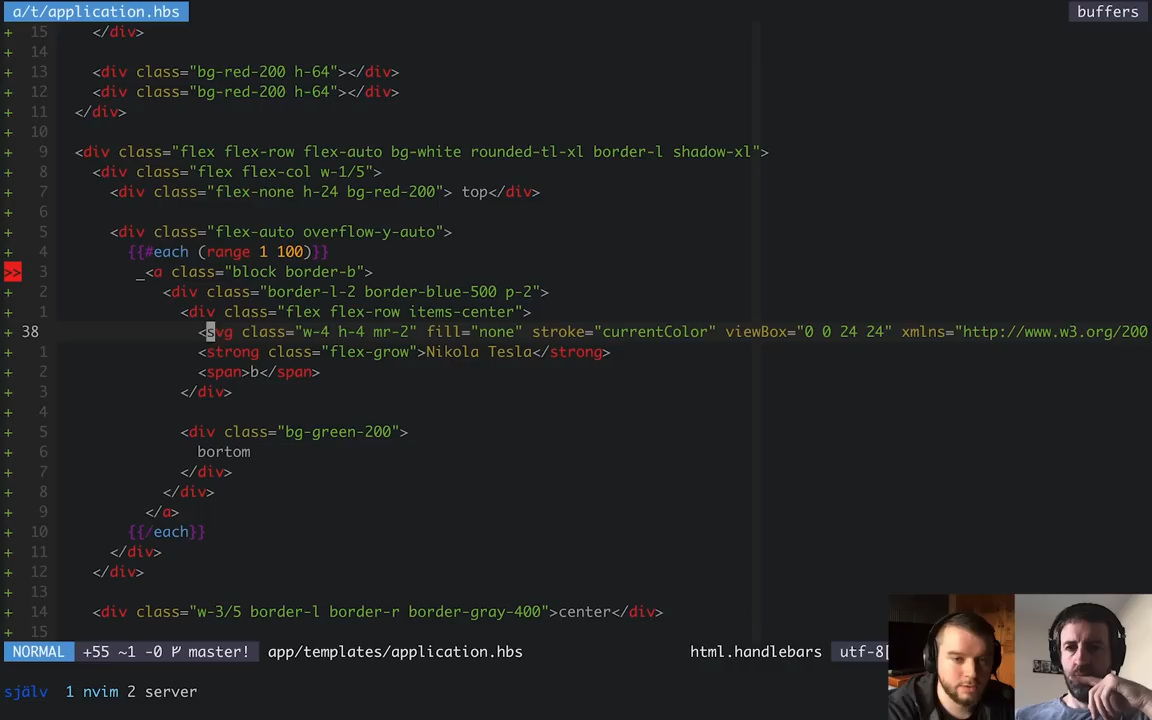 a/t/application.hbs buffers
+ 15 </div>
+ 14
+ 13 <div class="bg-red-200 h-64"></div>
+ 12 <div class="bg-red-200 h-64"></div>
+ 11 </div>
+ 10
+ 9 <div class="flex flex-row flex-auto bg-white rounded-tl-xl border-l shadow-xl">
+ 8 <div class="flex flex-col w-1/5">
+ 7 <div class="flex-none h-24 bg-red-200"> top</div>
+ 6
+ 5 <div class="flex-auto overflow-y-auto">
+ 4 {{#each (range 1 100)}}
>> 3 _<a class="block border-b">
+ 2 <div class="border-l-2 border-blue-500 p-2">
+ 1 <div class="flex flex-row items-center">
+ 38 <svg class="w-4 h-4 mr-2" fill="none" stroke="currentColor" viewBox="0 0 24 24" xmlns="http://www.w3.org/200
+ 1 <strong class="flex-grow">Nikola Tesla</strong>
+ 2 <span>b</span>
+ 3 </div>
+ 4
+ 5 <div class="bg-green-200">
+ 6 bortom
+ 7 </div>
+ 8 </div>
+ 9 </a>
+ 10 {{/each}}
+ 11 </div>
+ 12 </div>
+ 13
+ 14 <div class="w-3/5 border-l border-r border-gray-400">center</div>
+ 15
NORMAL +55 ~1 -0 master! app/templates/application.hbs html.handlebars utf-8[
själv 1 nvim 2 server